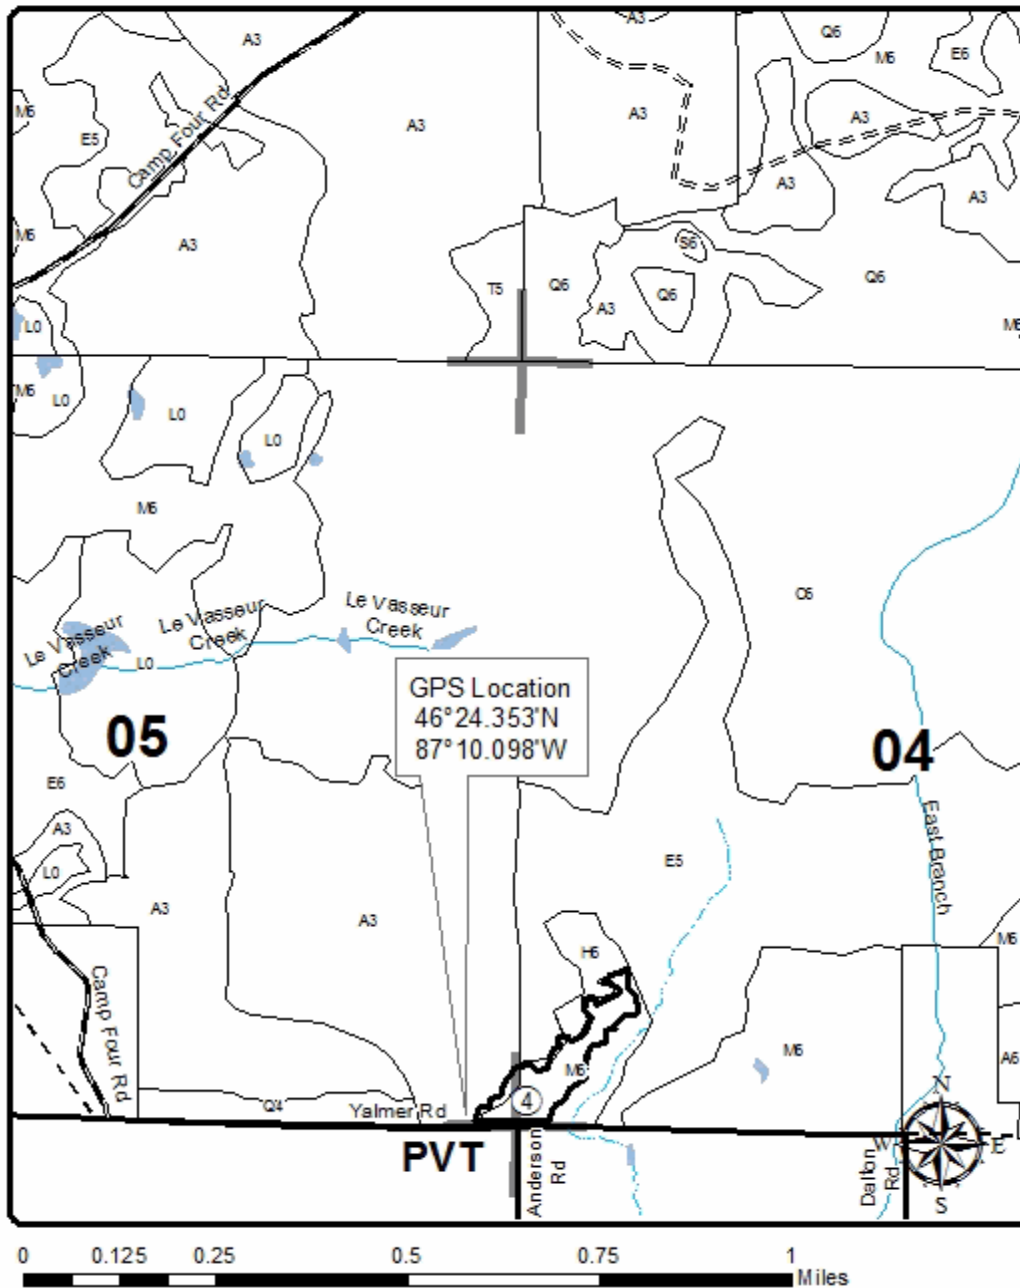 A3
A3
Q6
M6
E6
M6
Camp Four Rd
E5
A3
A3
A3
A3
A3
M6
A3
S6
Q6
T5
Q6
A3
Q6
L0
M6
M6
L0
L0
L0
M6
O6
Le Vasseur
Creek
Le Vasseur
Creek
Le Vasseur
Creek
L0
GPS Location
46°24.353'N
87°10.098'W
05
04
E6
A3
L0
East Branch
E5
A3
A3
H6
M6
Camp Four Rd
M6
M6
A6
Q4
Yalmer Rd
4
PVT
Anderson
Rd
Dalton
Rd
N
W
E
S
0
0.125
0.25
0.5
0.75
1
Miles